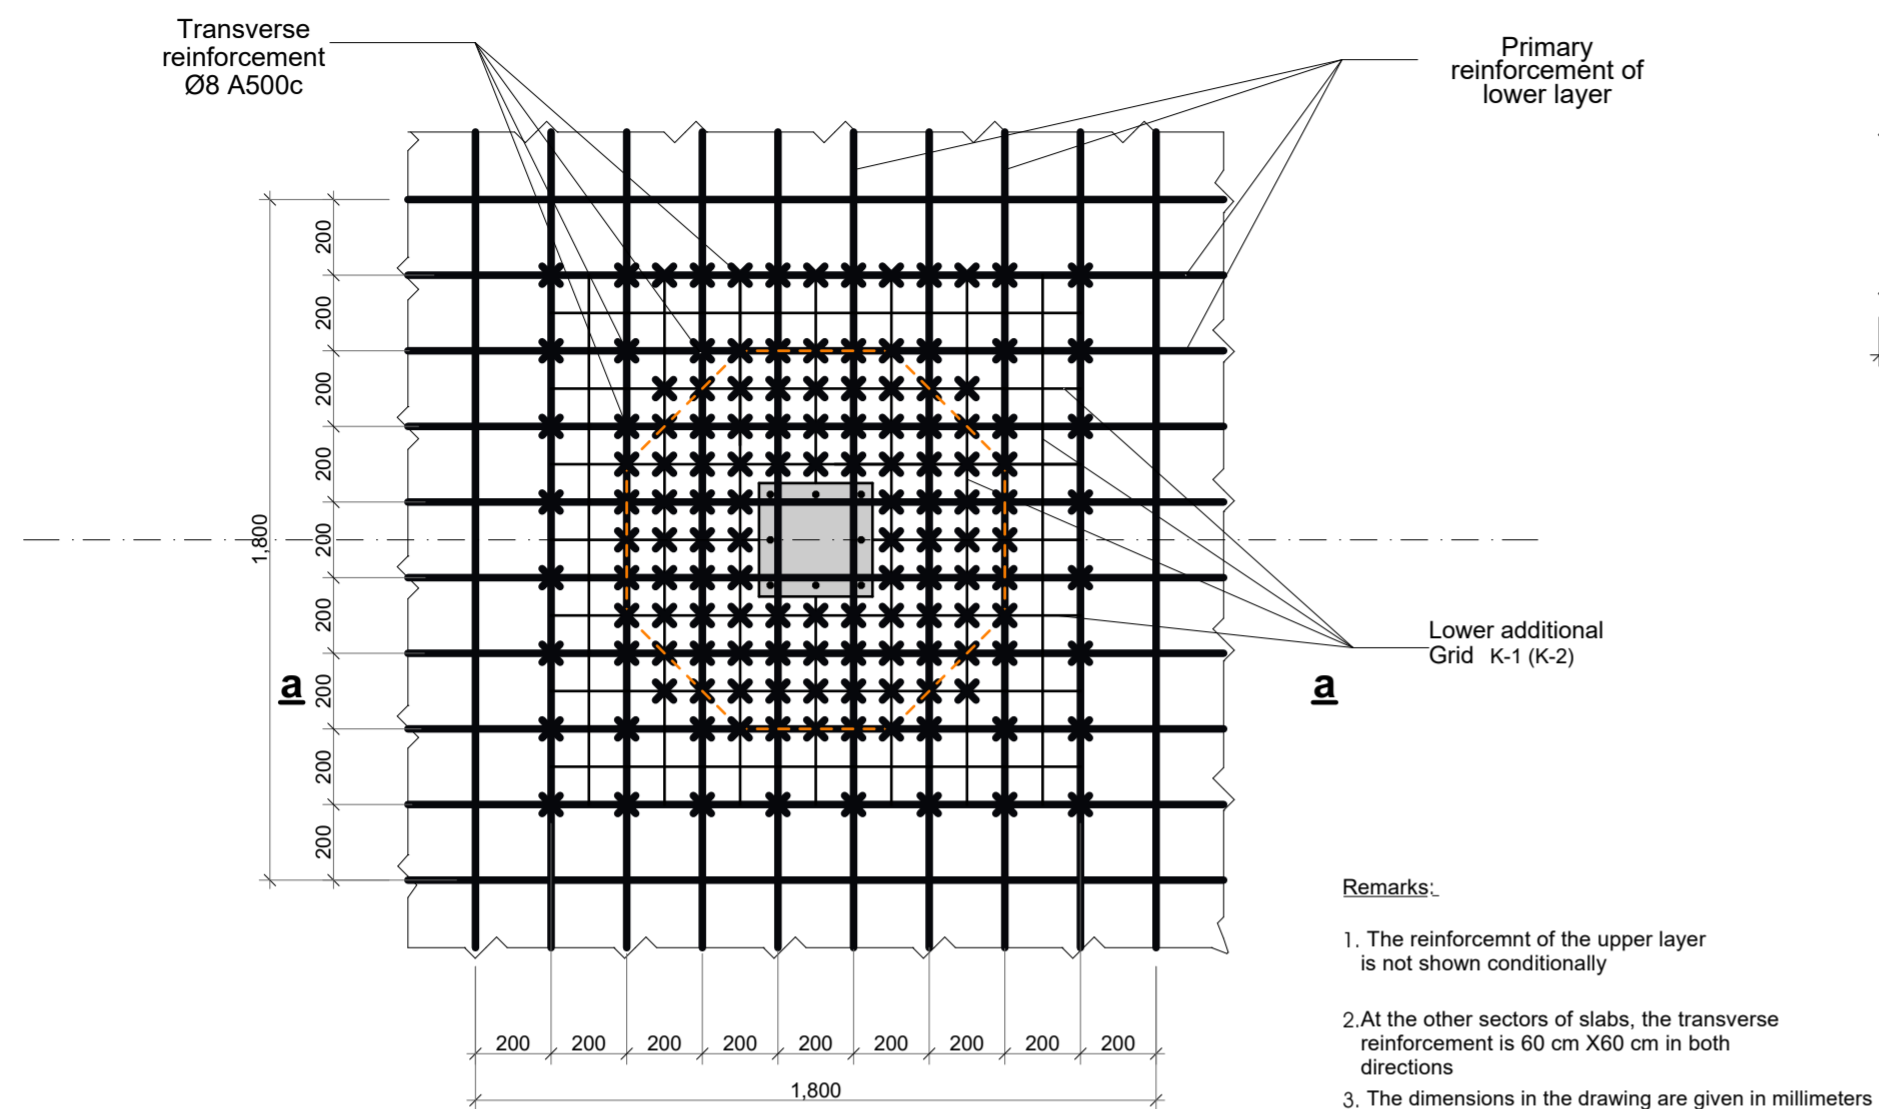 Transverse
reinforcement
Ø8 A500c
Primary
reinforcement of
lower layer
200
200
200
200
200
200
200
200
200
1,800
a
a
Lower additional
Grid K-1 (K-2)
200
200
200
200
200
200
200
200
200
1,800
Remarks:
1. The reinforcemnt of the upper layer
is not shown conditionally
2.At the other sectors of slabs, the transverse
reinforcement is 60 cm X60 cm in both
directions
3. The dimensions in the drawing are given in millimeters